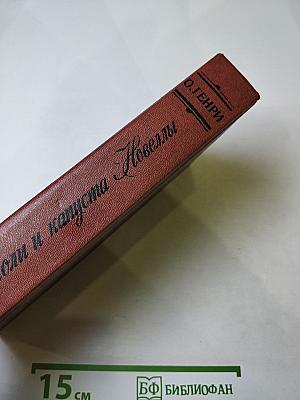 О. ГЕНРИ
и капуста Новеллы
15 см
БФ БИБЛИОФАН